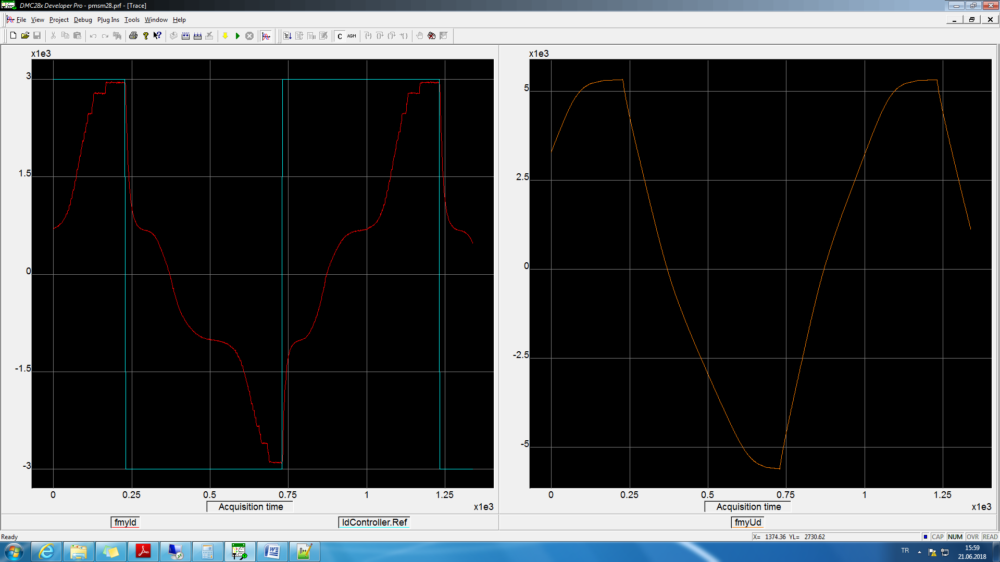 DMC28x Developer Pro - pmsm28.prf - [Trace]
File View Project Debug Plug Ins Tools Window Help
C ASM
x1e3
3
1.5
0
-1.5
-3
0 0.25 0.5 0.75 1 1.25
Acquisition time x1e3
fmyId IdController.Ref
x1e3
5
2.5
0
-2.5
-5
0 0.25 0.5 0.75 1 1.25
Acquisition time x1e3
fmyUd
Ready X= 1374.36 YL= 2730.62 CAP NUM OVR READ
TR 15:59
21.06.2018